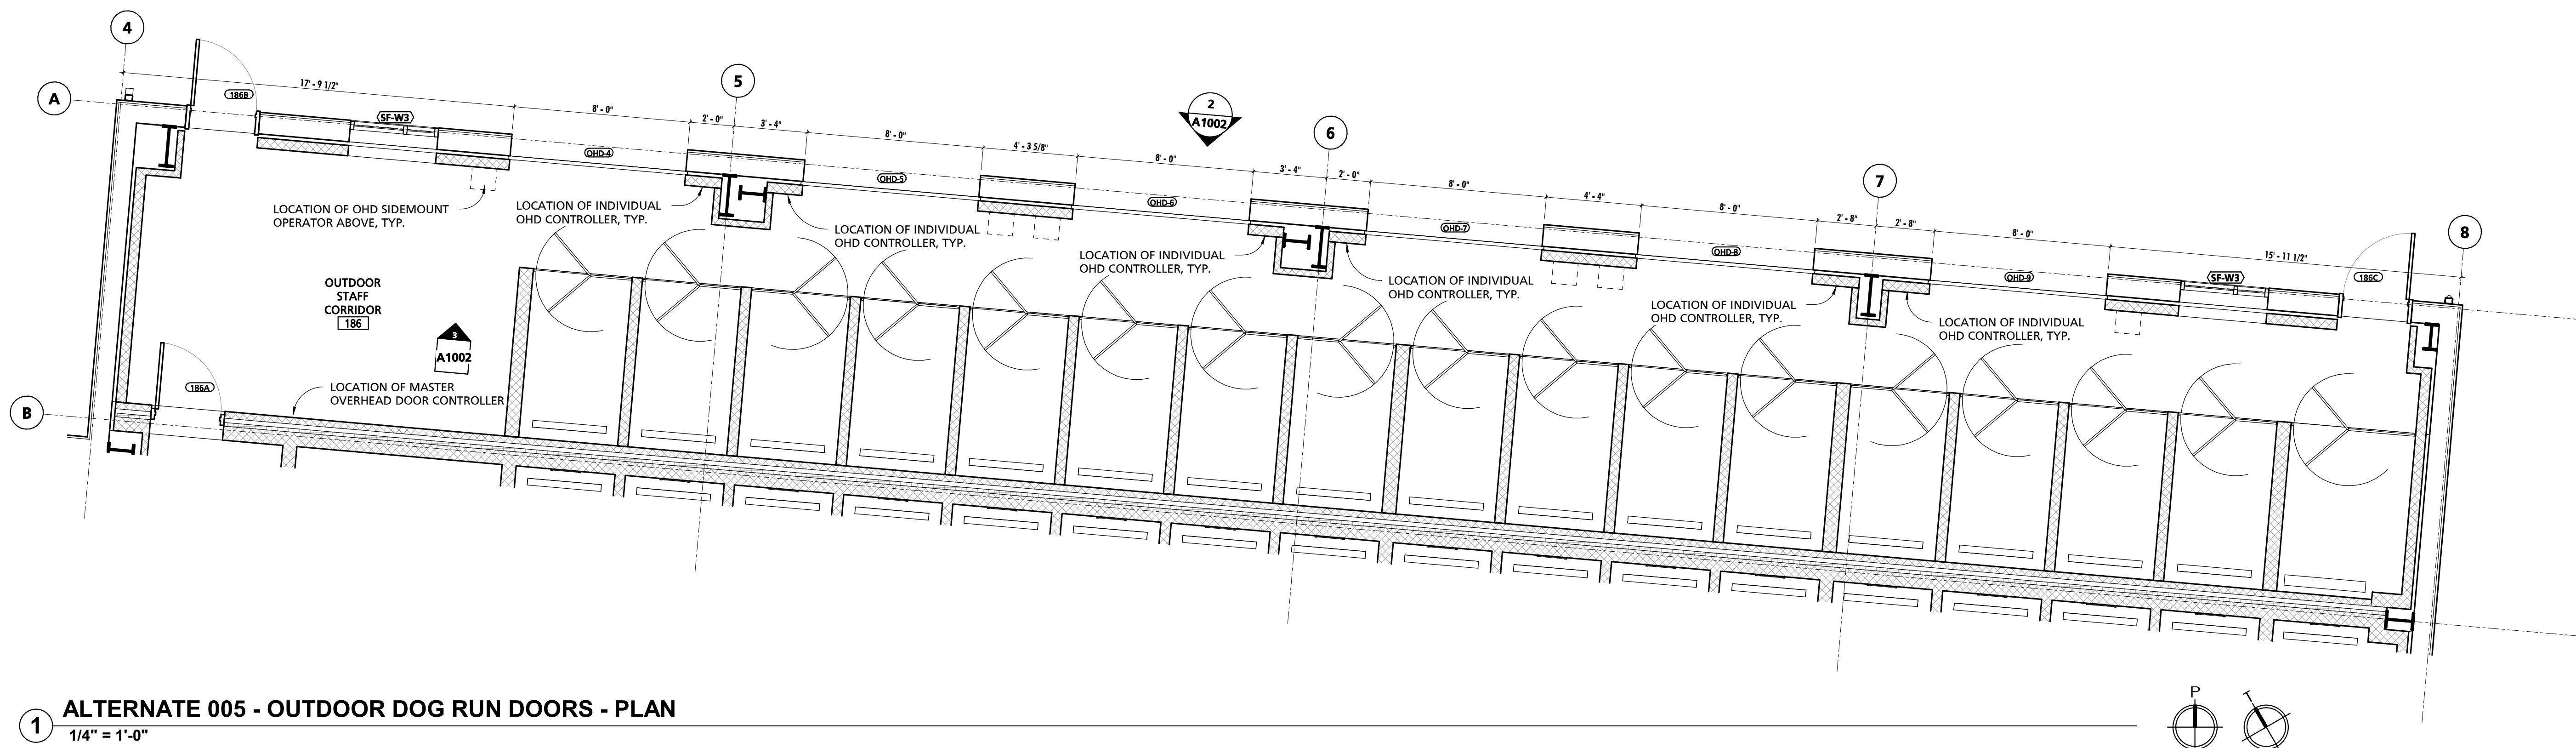 4
5
6
7
8
A
B
17' - 9 1/2"
8' - 0"
2' - 0"
3' - 4"
8' - 0"
4' - 3 5/8"
8' - 0"
3' - 4"
2' - 0"
8' - 0"
4' - 4"
8' - 0"
2' - 8"
2' - 8"
8' - 0"
15' - 11 1/2"
2
A1002
186B
SF-W3
OHD-4
OHD-5
OHD-6
OHD-7
OHD-8
OHD-9
SF-W3
186C
LOCATION OF OHD SIDEMOUNT
OPERATOR ABOVE, TYP.
LOCATION OF INDIVIDUAL
OHD CONTROLLER, TYP.
LOCATION OF INDIVIDUAL
OHD CONTROLLER, TYP.
LOCATION OF INDIVIDUAL
OHD CONTROLLER, TYP.
LOCATION OF INDIVIDUAL
OHD CONTROLLER, TYP.
LOCATION OF INDIVIDUAL
OHD CONTROLLER, TYP.
LOCATION OF INDIVIDUAL
OHD CONTROLLER, TYP.
OUTDOOR
STAFF
CORRIDOR
186
3
A1002
186A
LOCATION OF MASTER
OVERHEAD DOOR CONTROLLER
1
ALTERNATE 005 - OUTDOOR DOG RUN DOORS - PLAN
1/4" = 1'-0"
P
T